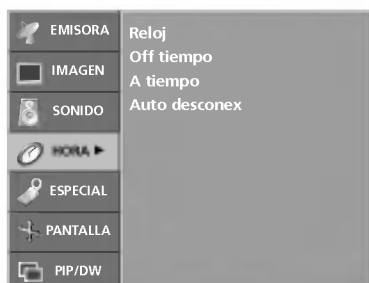 EMISORA
IMAGEN
SONIDO
HORA
ESPECIAL
PANTALLA
PIP/DW
Reloj
Off tiempo
A tiempo
Auto desconex